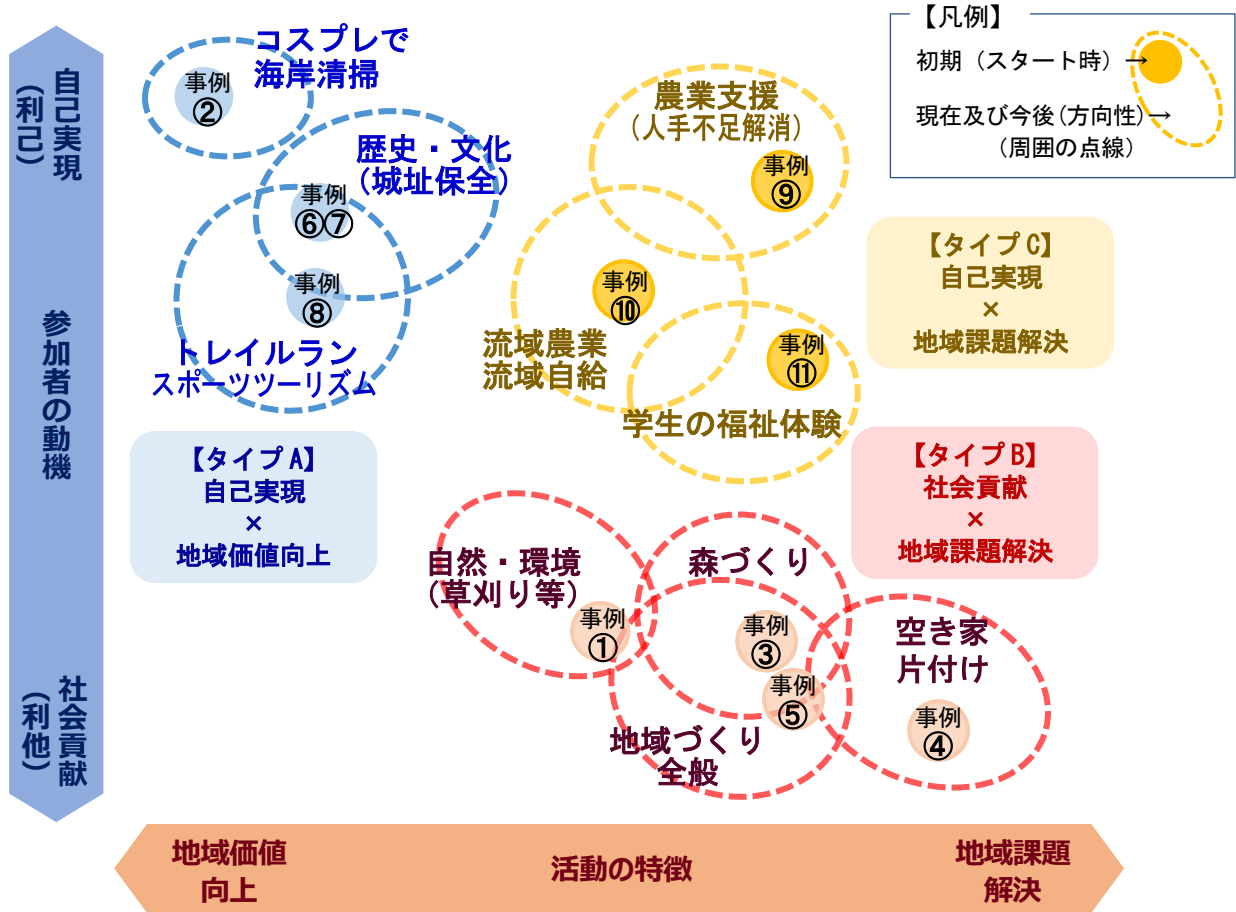 【凡例】
初期（スタート時）→
現在及び今後（方向性）→
（周囲の点線）
自己実現
（利己）
参加者の動機
社会貢献
（利他）
コスプレで
海岸清掃
事例
②
歴史・文化
（城址保全）
事例
⑥⑦
事例
⑧
トレイルラン
スポーツツーリズム
【タイプA】
自己実現
×
地域価値向上
農業支援
（人手不足解消）
事例
⑨
事例
⑩
流域農業
流域自給
事例
⑪
学生の福祉体験
【タイプC】
自己実現
×
地域課題解決
【タイプB】
社会貢献
×
地域課題解決
自然・環境
（草刈り等）
事例
①
森づくり
事例
③
事例
⑤
地域づくり
全般
空き家
片付け
事例
④
地域価値
向上
活動の特徴
地域課題
解決